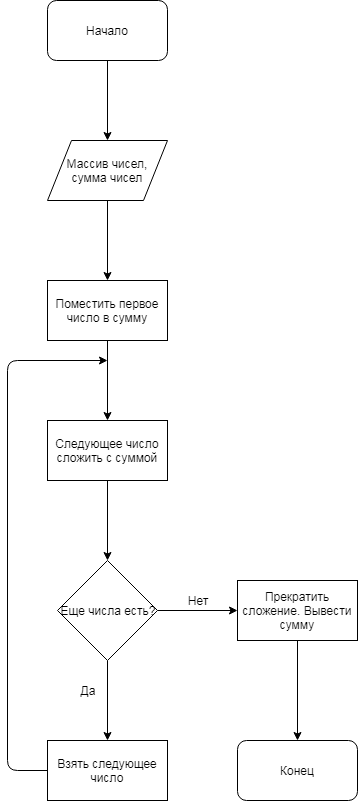 Начало
Массив чисел,
сумма чисел
Поместить первое
число в сумму
Следующее число
сложить с суммой
Еще числа есть?
Нет
Прекратить
сложение. Вывести
сумму
Да
Взять следующее
число
Конец